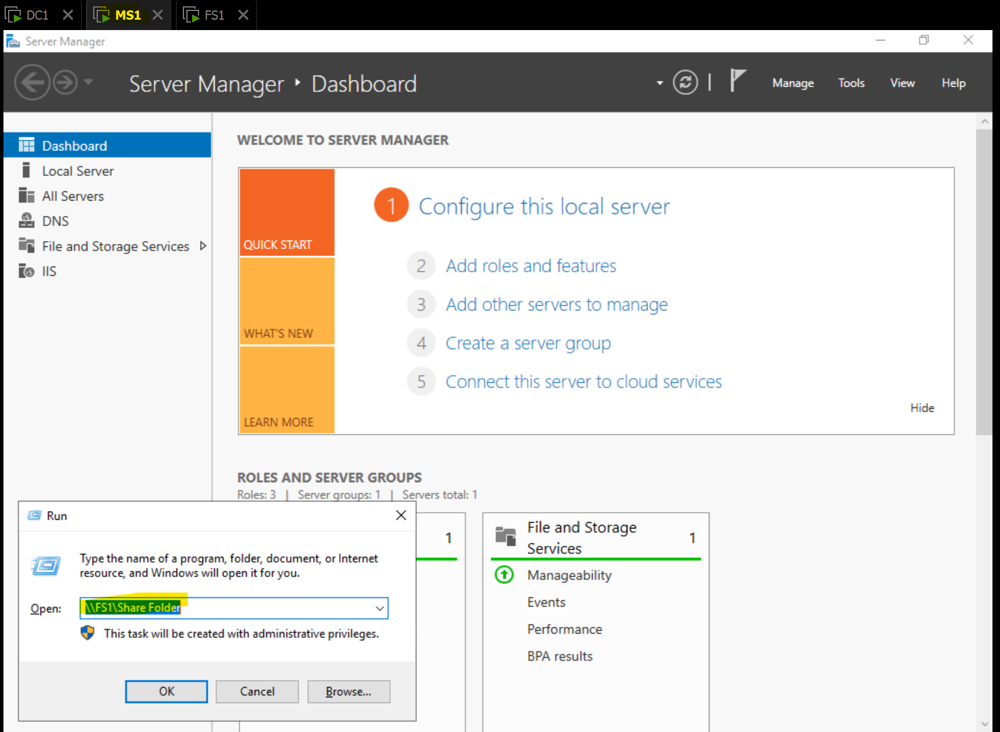 DC1
MS1
FS1
Server Manager
Server Manager
Dashboard
Manage
Tools
View
Help
Dashboard
Local Server
All Servers
DNS
File and Storage Services
IIS
WELCOME TO SERVER MANAGER
QUICK START
WHAT'S NEW
LEARN MORE
1 Configure this local server
2 Add roles and features
3 Add other servers to manage
4 Create a server group
5 Connect this server to cloud services
Hide
ROLES AND SERVER GROUPS
Roles: 3 | Server groups: 1 | Servers total: 1
1
File and Storage
Services
1
Manageability
Events
Performance
BPA results
Run
Type the name of a program, folder, document, or Internet
resource, and Windows will open it for you.
Open:
\\FS1\Share Folder
This task will be created with administrative privileges.
OK
Cancel
Browse...